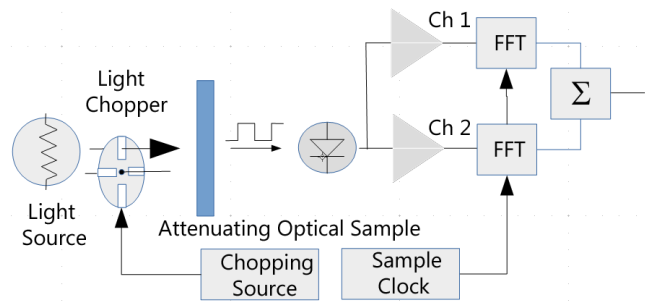 Ch 1
FFT
Light
Chopper
Σ
Ch 2
FFT
Light
Source
Attenuating Optical Sample
Chopping
Source
Sample
Clock